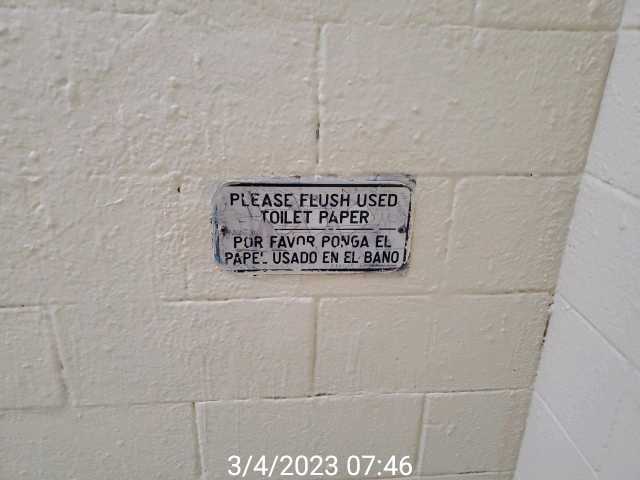 PLEASE FLUSH USED
TOILET PAPER
POR FAVOR PONGA EL
PAPEL USADO EN EL BANO
3/4/2023 07:46